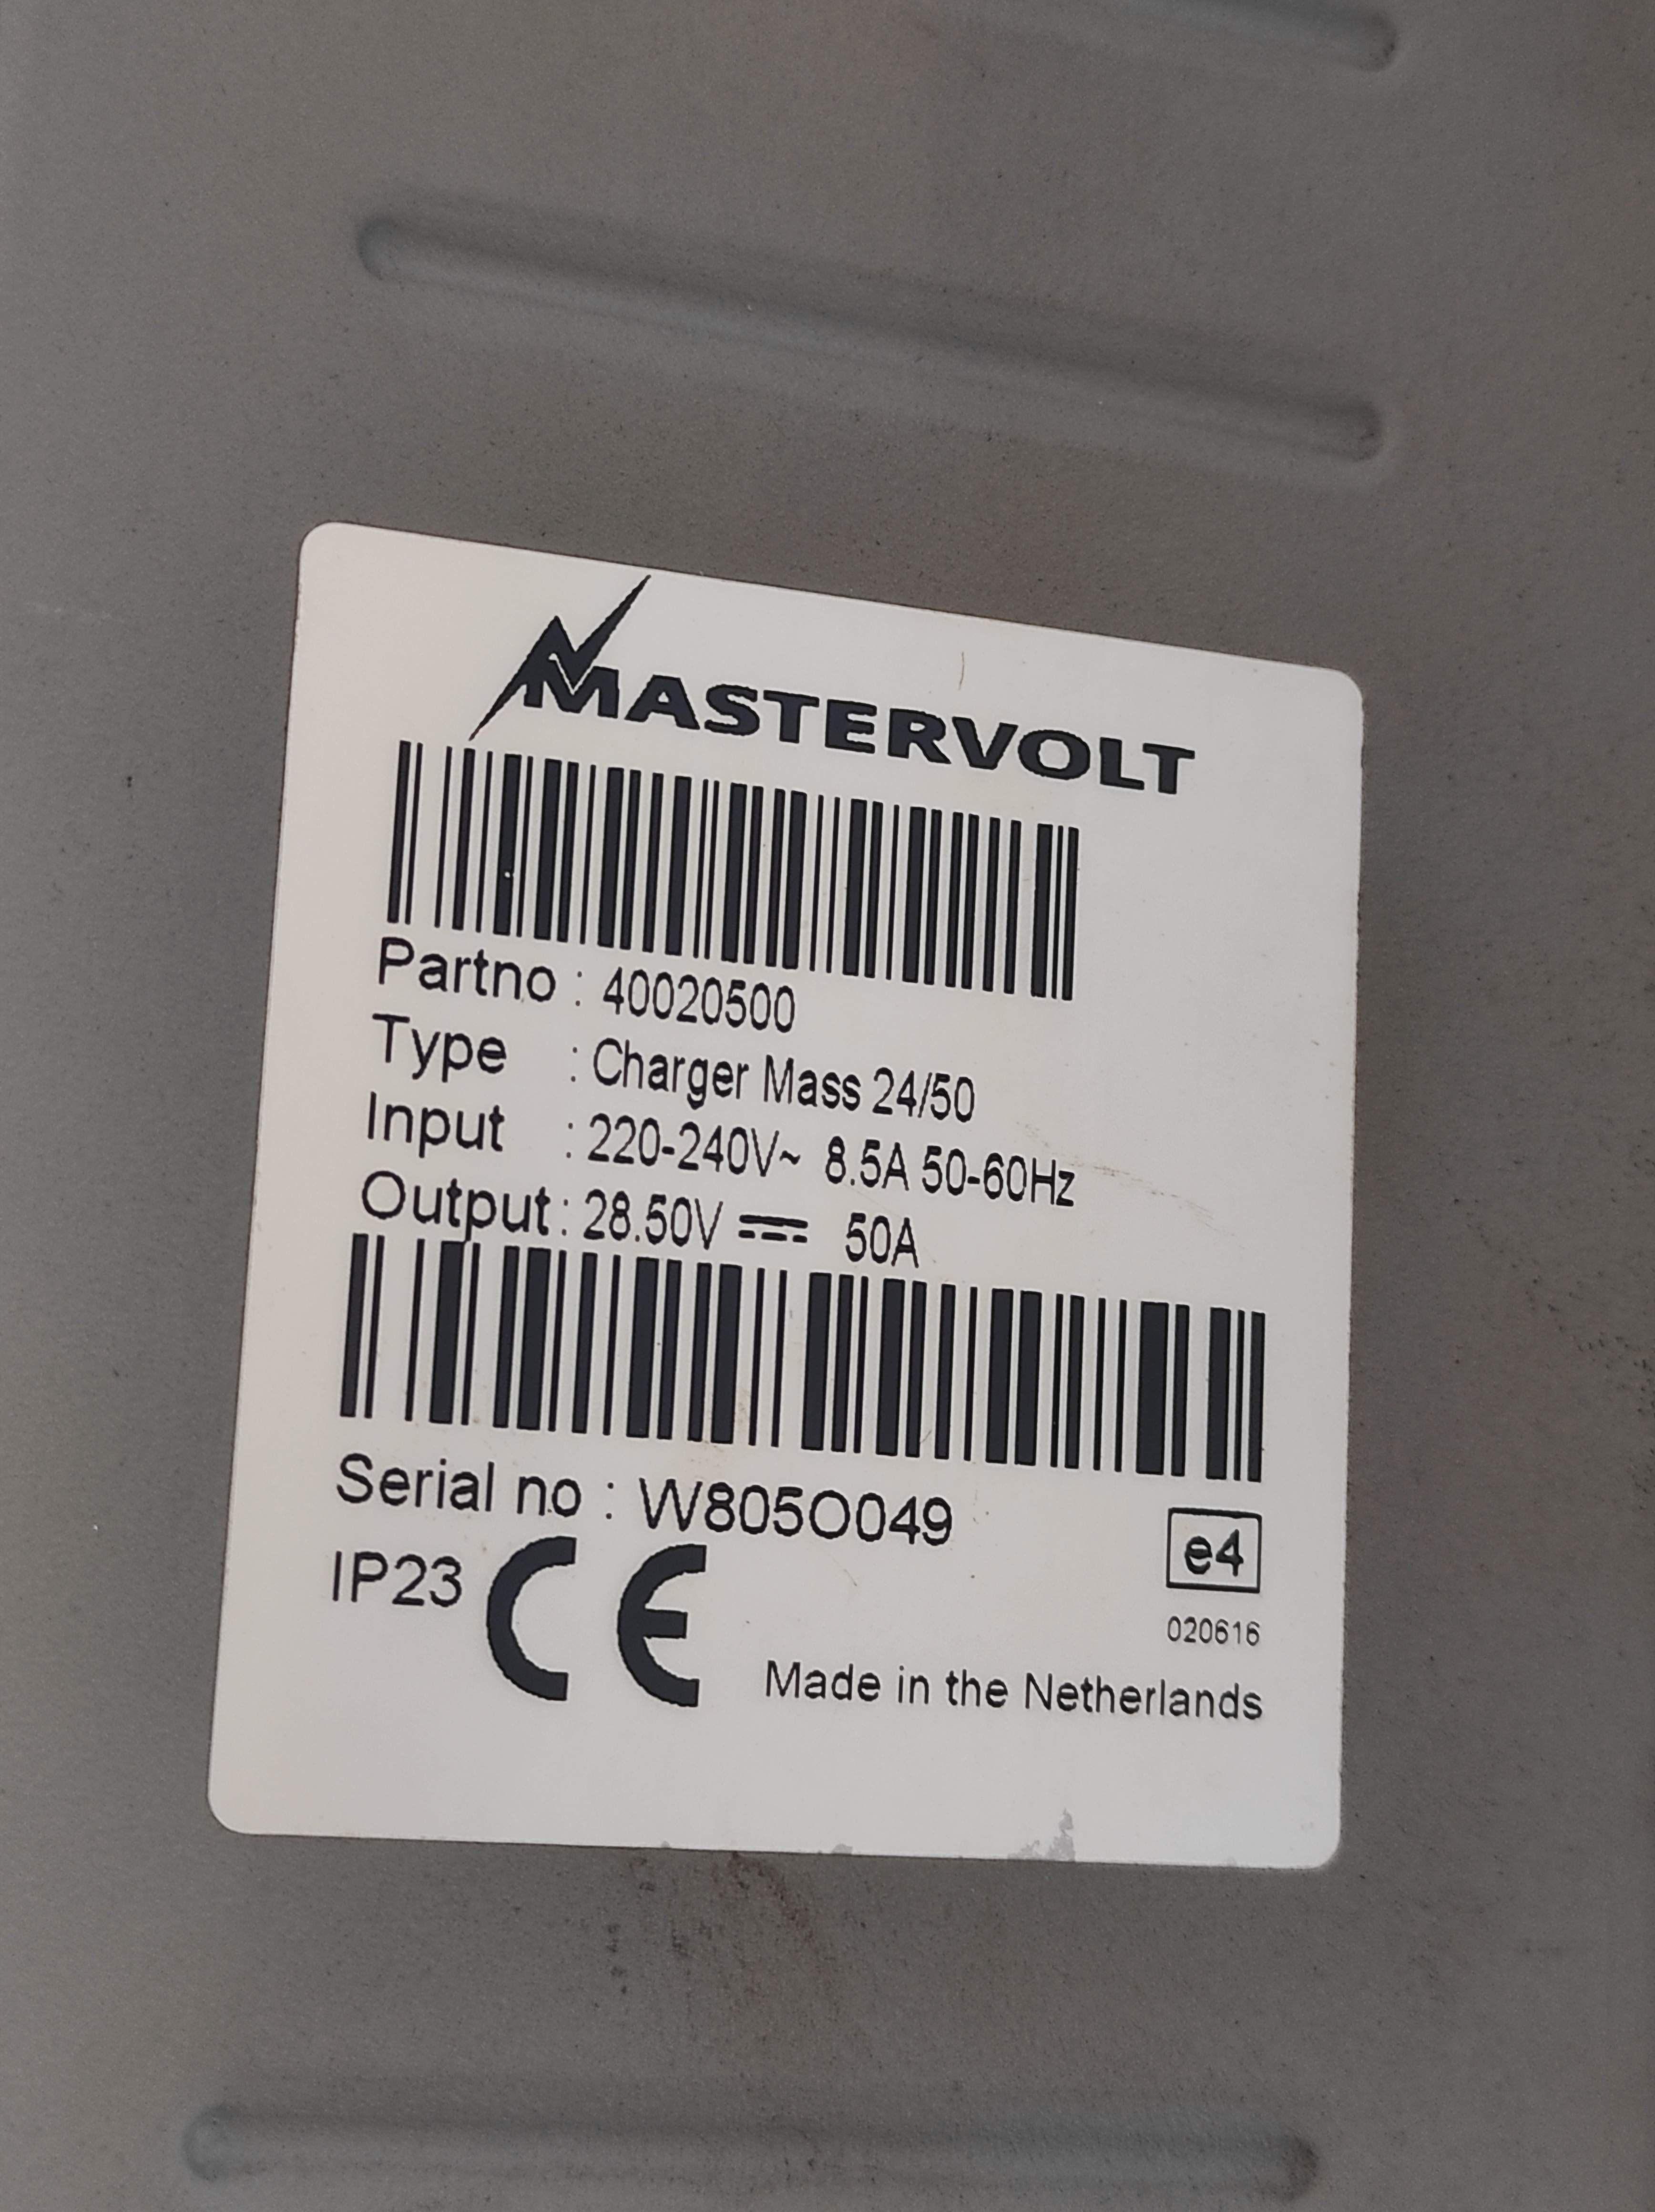 MASTERVOLT
Partno : 40020500
Type : Charger Mass 24/50
Input : 220-240V~ 8.5A 50-60Hz
Output : 28.50V ⎓ 50A
Serial no : W805O049
IP23 CE
e4
020616
Made in the Netherlands